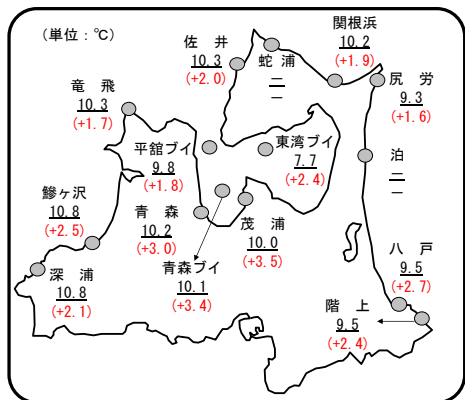 (単位：℃)
佐 井
10.3
(+2.0)
蛇 浦
二
一
関根浜
10.2
(+1.9)
尻 労
9.3
(+1.6)
竜 飛
10.3
(+1.7)
平舘ブイ
9.8
(+1.8)
東湾ブイ
7.7
(+2.4)
泊
二
一
鰺ヶ沢
10.8
(+2.5)
青 森
10.2
(+3.0)
茂 浦
10.0
(+3.5)
深 浦
10.8
(+2.1)
青森ブイ
10.1
(+3.4)
八 戸
9.5
(+2.7)
階 上
9.5
(+2.4)